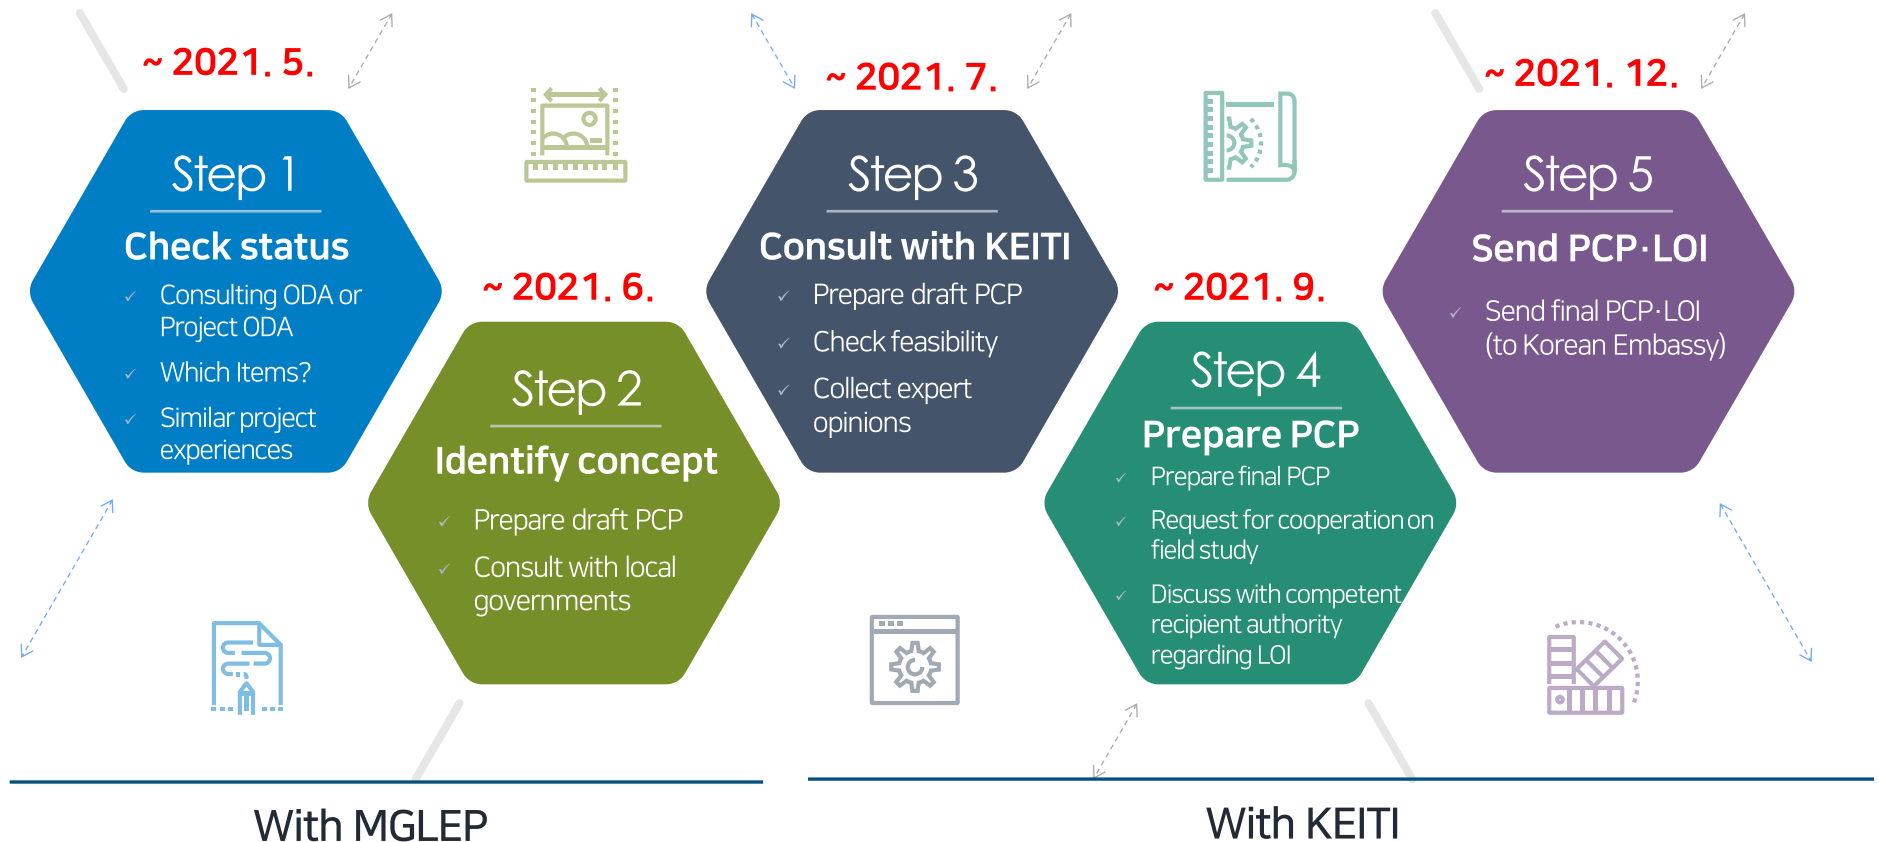 ~ 2021. 5.
Step 1
Check status
✓ Consulting ODA or
Project ODA
✓ Which Items?
✓ Similar project
experiences
~ 2021. 6.
Step 2
Identify concept
✓ Prepare draft PCP
✓ Consult with local
governments
~ 2021. 7.
Step 3
Consult with KEITI
✓ Prepare draft PCP
✓ Check feasibility
✓ Collect expert
opinions
~ 2021. 9.
Step 4
Prepare PCP
✓ Prepare final PCP
✓ Request for cooperation on
field study
✓ Discuss with competent
recipient authority
regarding LOI
~ 2021. 12.
Step 5
Send PCP·LOI
✓ Send final PCP·LOI
(to Korean Embassy)
With MGLEP
With KEITI